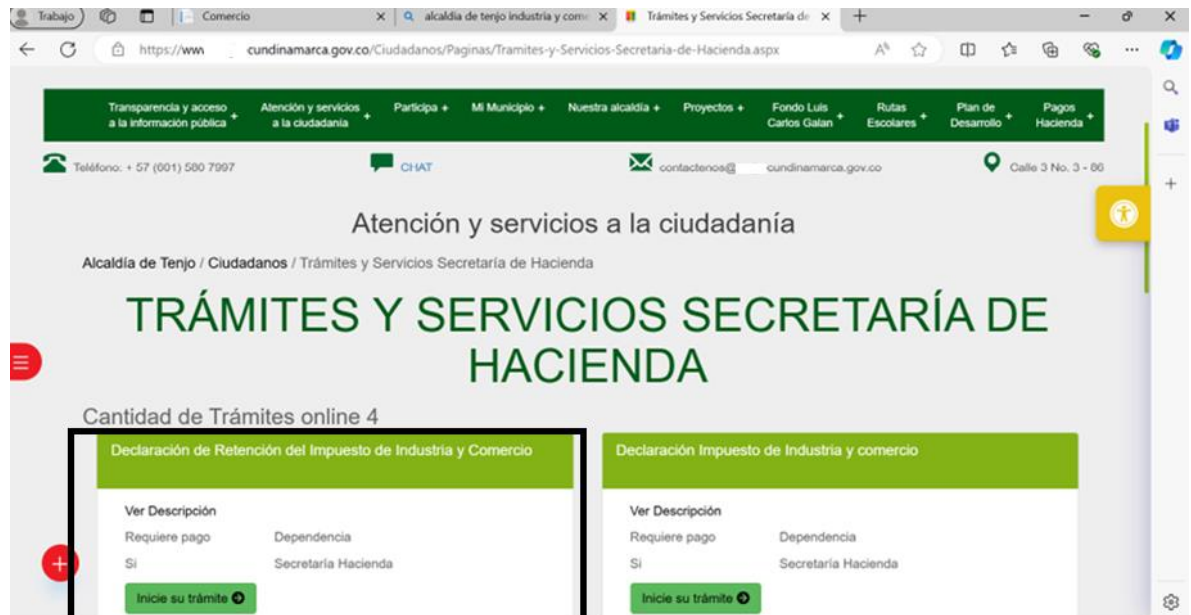 Trabajo
Comercio
alcaldia de tenjo industria y come
Trámites y Servicios Secretaría de
https://www cundinamarca.gov.co/Ciudadanos/Paginas/Tramites-y-Servicios-Secretaria-de-Hacienda.aspx
Transparencia y acceso a la información pública +
Atención y servicios a la ciudadanía +
Participa +
Mi Municipio +
Nuestra alcaldía +
Proyectos +
Fondo Luis Carlos Galan +
Rutas Escolares +
Plan de Desarrollo +
Pagos Hacienda +
Teléfono: + 57 (601) 580 7997
CHAT
contactenos@ cundinamarca.gov.co
Calle 3 No. 3 - 86
Atención y servicios a la ciudadanía
Alcaldía de Tenjo / Ciudadanos / Trámites y Servicios Secretaría de Hacienda
TRÁMITES Y SERVICIOS SECRETARÍA DE
HACIENDA
Cantidad de Trámites online 4
Declaración de Retención del Impuesto de Industria y Comercio
Ver Descripción
Requiere pago Dependencia
Si Secretaría Hacienda
Inicie su trámite
Declaración Impuesto de Industria y comercio
Ver Descripción
Requiere pago Dependencia
Si Secretaría Hacienda
Inicie su trámite